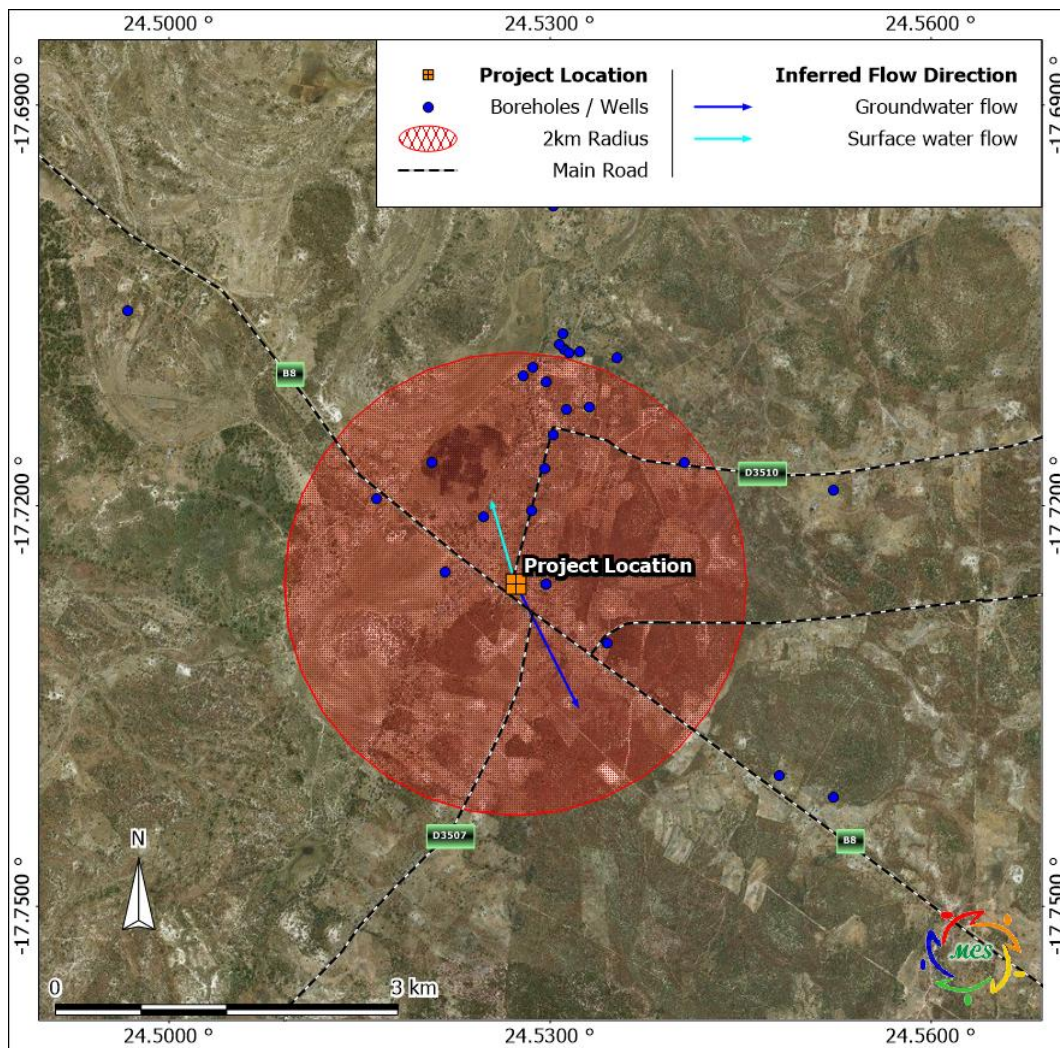 24.5000 °
24.5300 °
24.5600 °
-17.6900 °
-17.6900 °
Project Location
Inferred Flow Direction
Boreholes / Wells
Groundwater flow
2km Radius
Surface water flow
Main Road
B8
D3510
-17.7200 °
-17.7200 °
Project Location
D3507
B8
N
-17.7500 °
-17.7500 °
MCS
0
3 km
24.5000 °
24.5300 °
24.5600 °